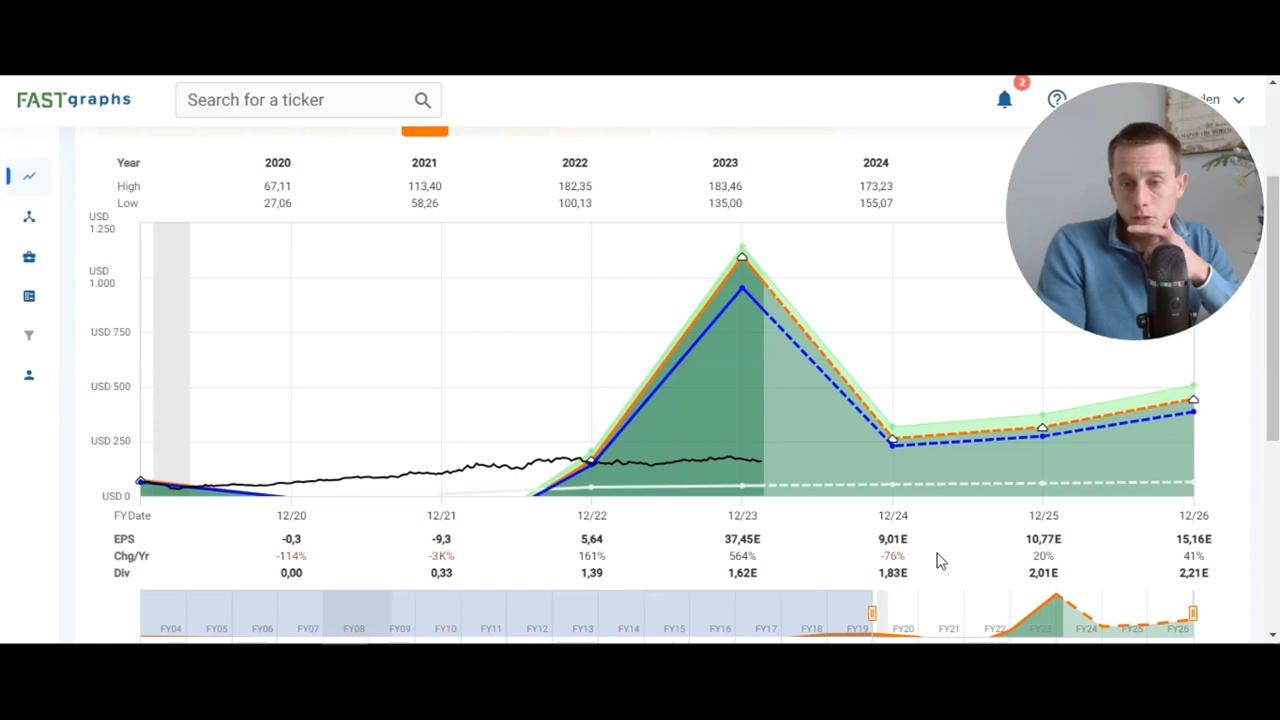 FASTgraphs
Search for a ticker
2
Year 2020 2021 2022 2023 2024
High 67,11 113,40 182,35 183,46 173,23
Low 27,06 58,26 100,13 135,00 155,07
USD
1.250
USD
1.000
USD 750
USD 500
USD 250
USD 0
FYDate 12/20 12/21 12/22 12/23 12/24 12/25 12/26
EPS -0,3 -9,3 5,64 37,45E 9,01E 10,77E 15,16E
Chg/Yr -114% -3K% 161% 564% -76% 20% 41%
Div 0,00 0,33 1,39 1,62E 1,83E 2,01E 2,21E
FY04 FY05 FY06 FY07 FY08 FY09 FY10 FY11 FY12 FY13 FY14 FY15 FY16 FY17 FY18 FY19 FY20 FY21 FY22 FY23 FY24 FY25 FY26